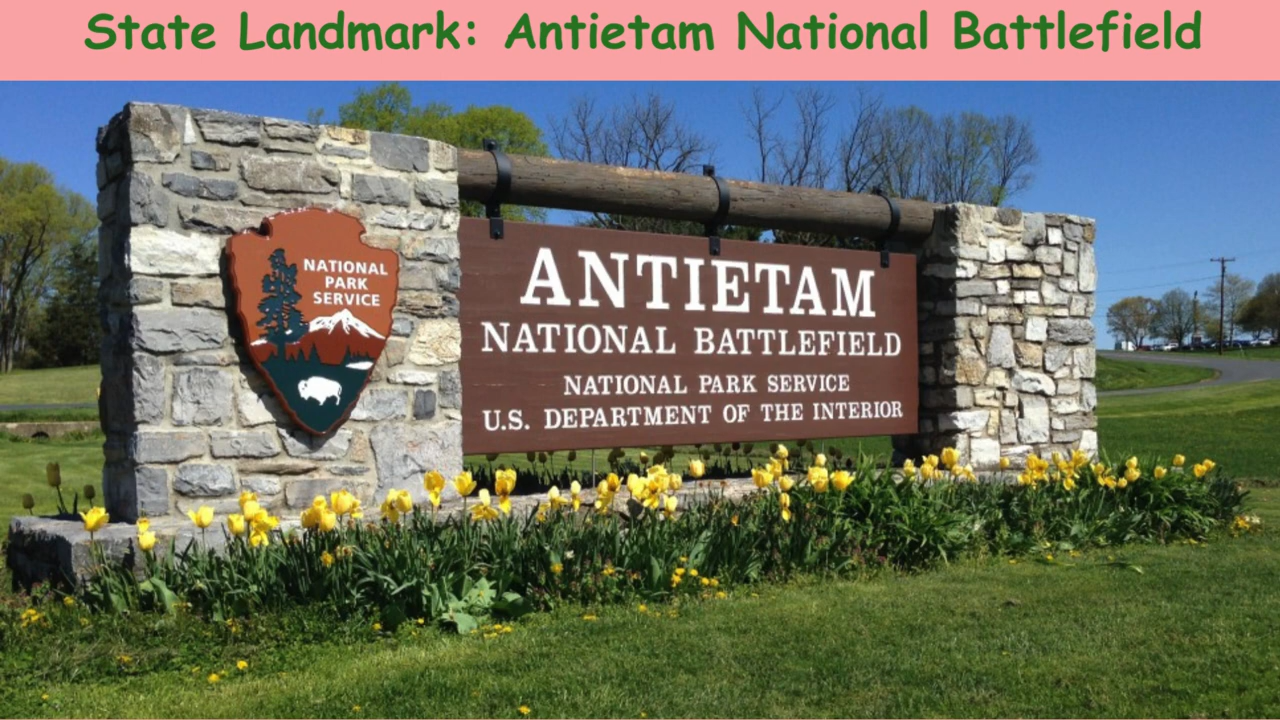 State Landmark: Antietam National Battlefield
NATIONAL
PARK
SERVICE
ANTIETAM
NATIONAL BATTLEFIELD
NATIONAL PARK SERVICE
U.S. DEPARTMENT OF THE INTERIOR